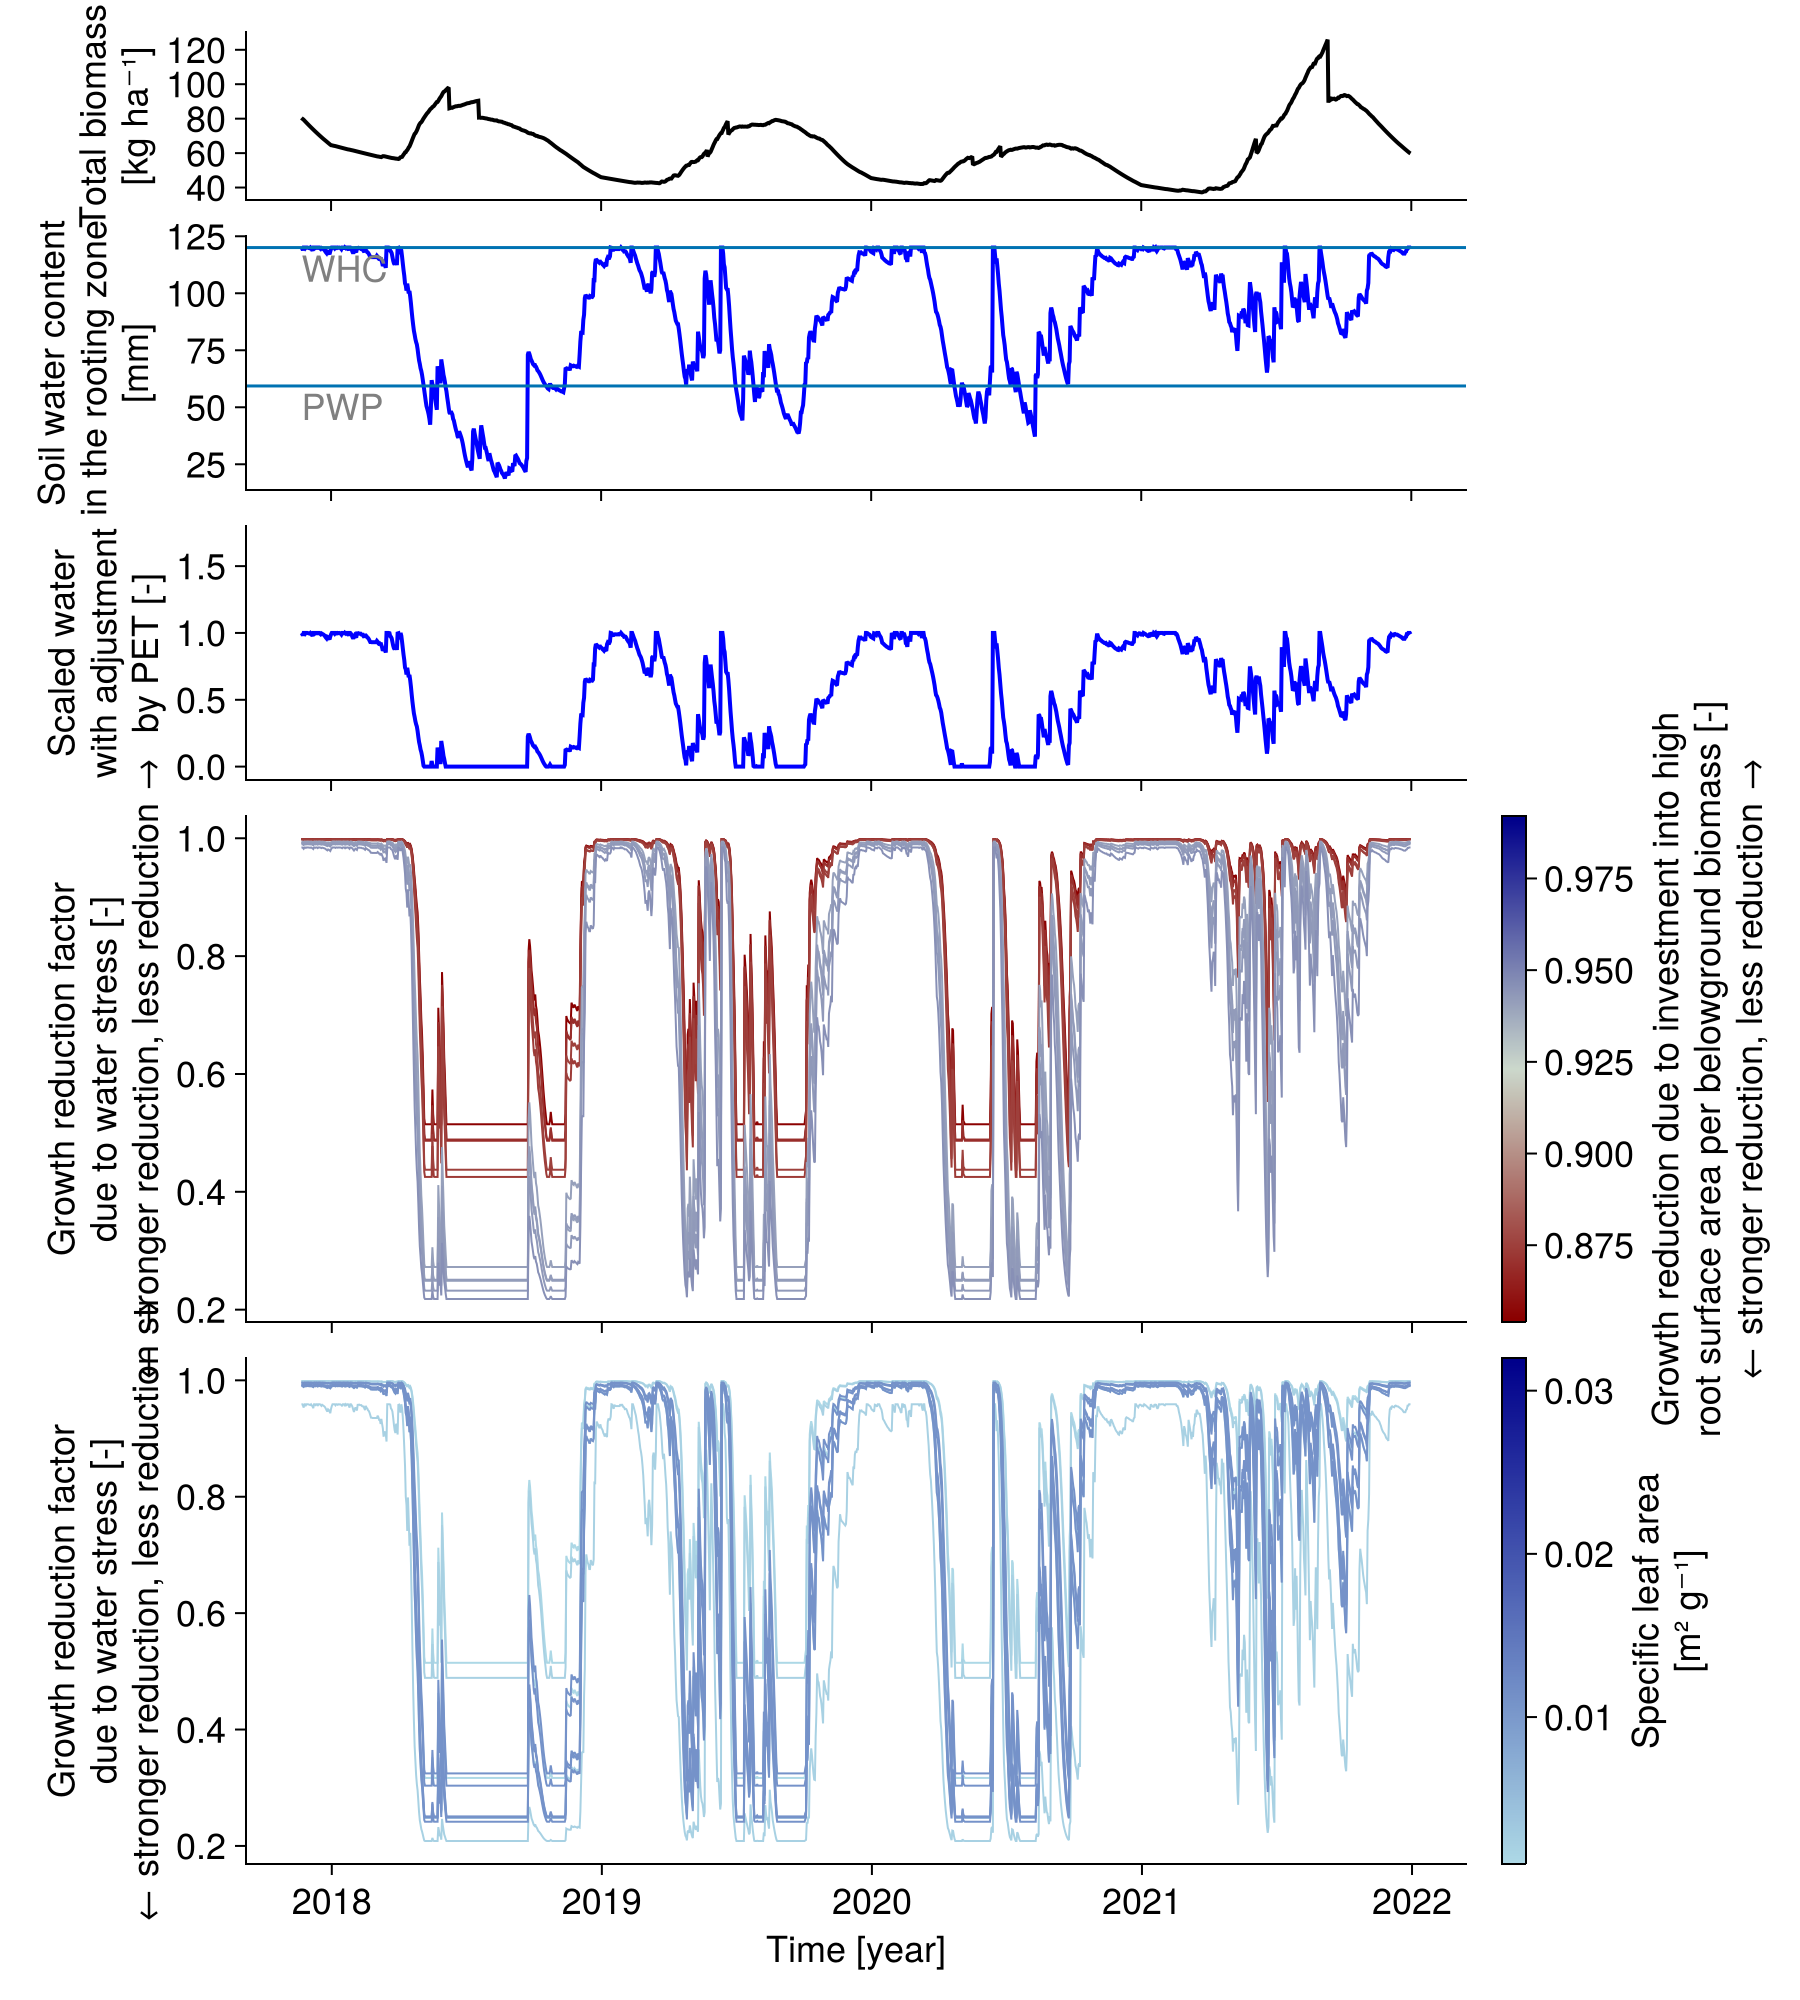 Total biomass
[kg ha⁻¹]
120
100
80
60
40
Soil water content
in the rooting zone
[mm]
125
100
75
50
25
WHC
PWP
Scaled water
with adjustment
by PET [-]
1.5
1.0
0.5
0.0
Growth reduction factor
due to water stress [-]
← stronger reduction, less reduction →
1.0
0.8
0.6
0.4
0.2
0.975
0.950
0.925
0.900
0.875
Growth reduction due to investment into high
root surface area per belowground biomass [-]
← stronger reduction, less reduction →
Growth reduction factor
due to water stress [-]
← stronger reduction, less reduction →
1.0
0.8
0.6
0.4
0.2
0.03
0.02
0.01
Specific leaf area
[m² g⁻¹]
2018
2019
2020
2021
2022
Time [year]